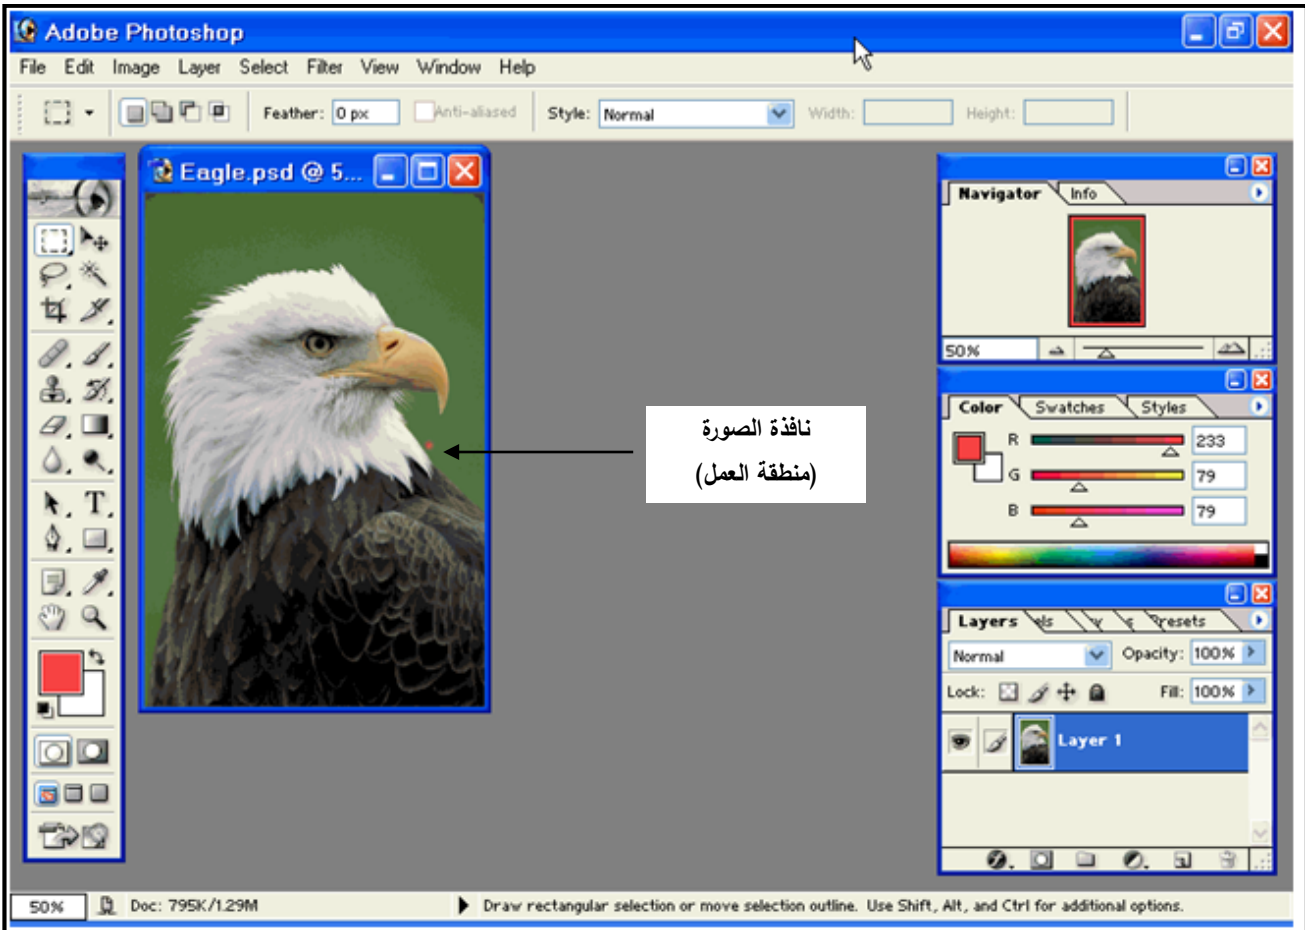 Adobe Photoshop
File Edit Image Layer Select Filter View Window Help
Feather: 0 px Anti-aliased Style: Normal Width: Height:
Eagle.psd @ 5...
Navigator Info
50%
Color Swatches Styles
R 233
G 79
B 79
نافذة الصورة
(منطقة العمل)
Layers els resets
Normal Opacity: 100%
Lock: Fill: 100%
Layer 1
50% Doc: 795K/1.29M Draw rectangular selection or move selection outline. Use Shift, Alt, and Ctrl for additional options.